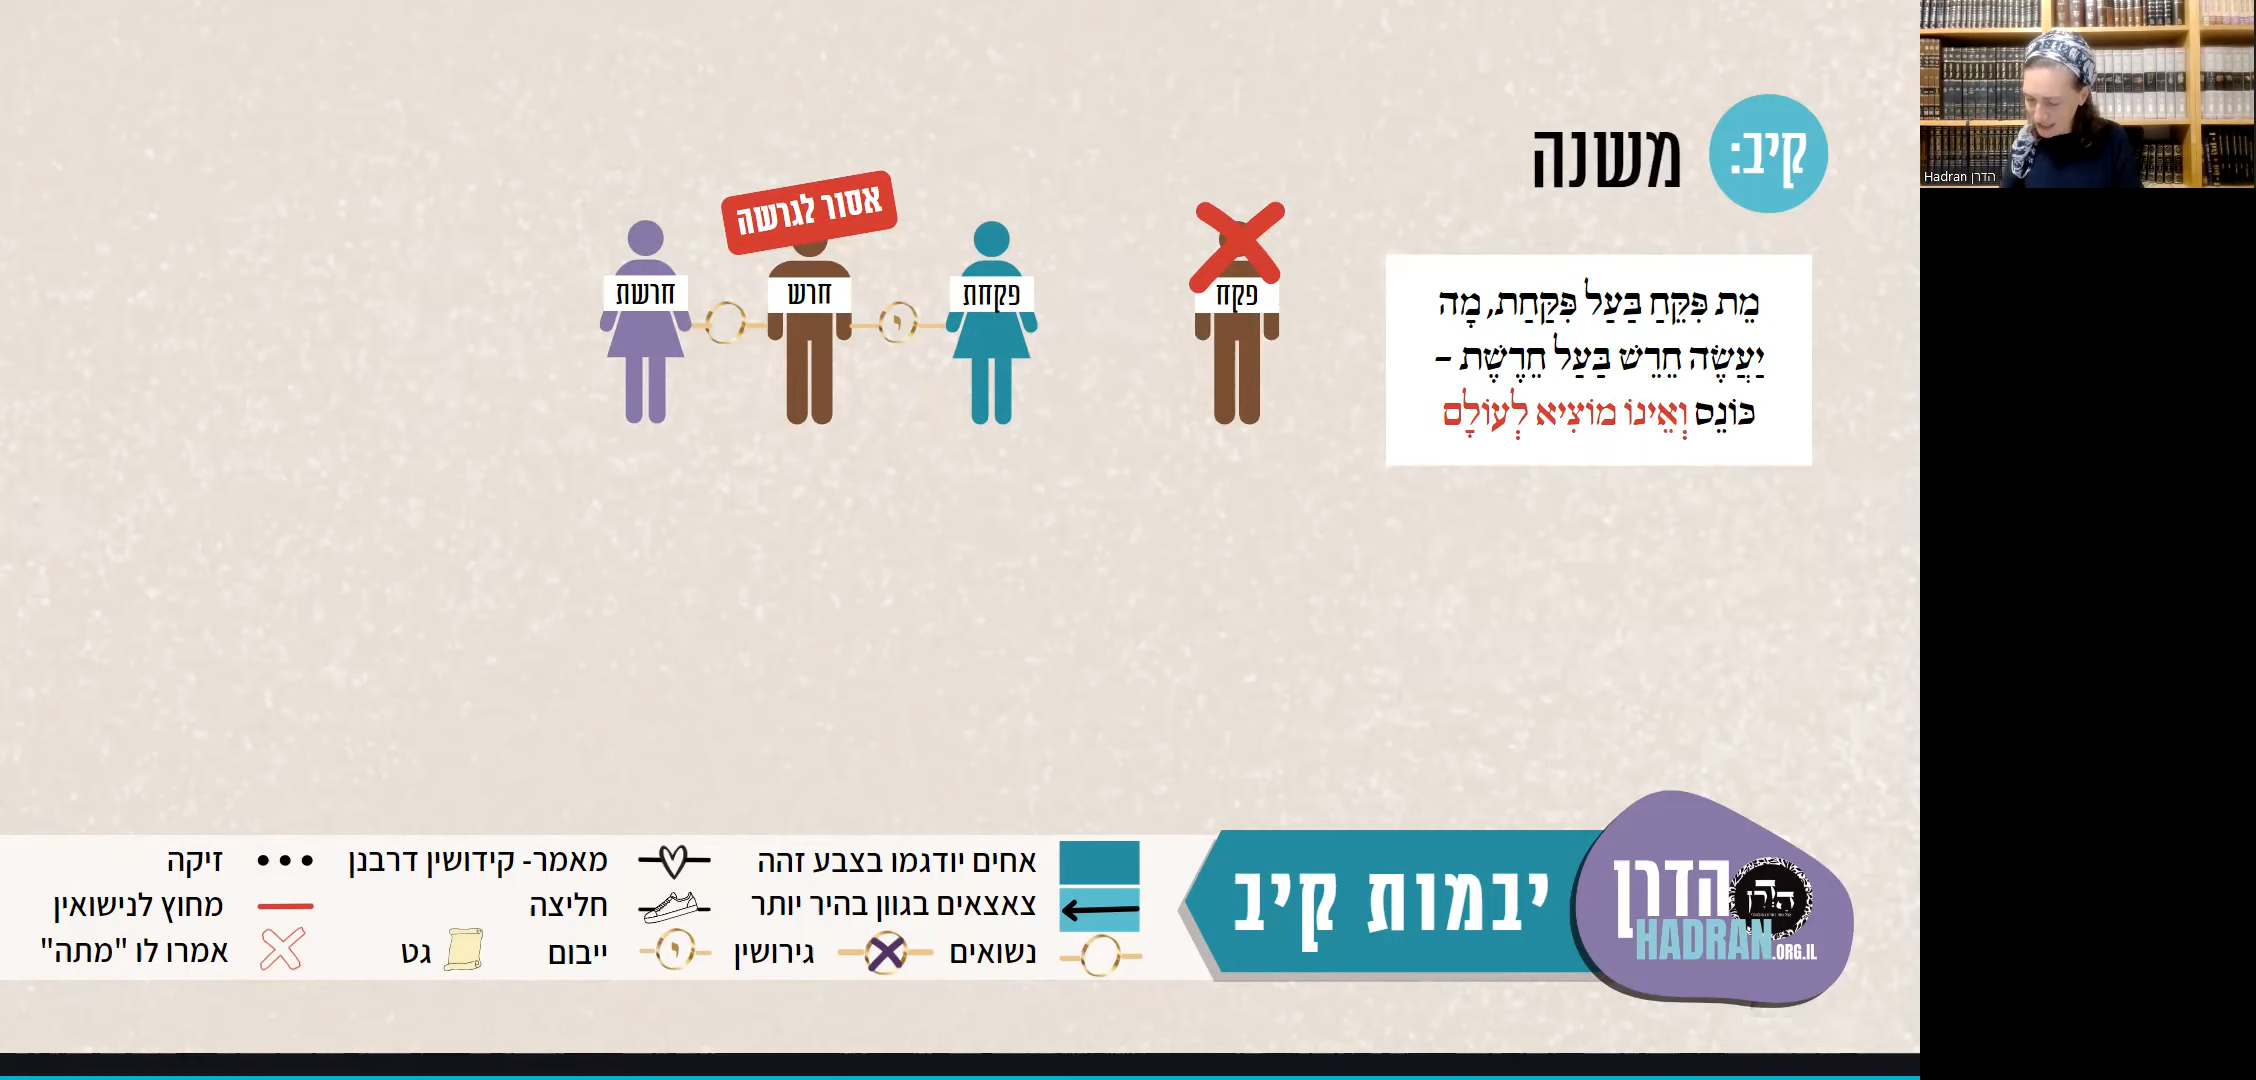 קיב:
משנה
מֵת פִּקֵּחַ בַּעַל פִּקַּחַת, מָה
יַעֲשֶׂה חֵרֵשׁ בַּעַל חֵרֶשֶׁת –
כּוֹנֵס וְאֵינוֹ מוֹצִיא לְעוֹלָם
פקח
פקחת
י
אסור לגרשה
חרש
חרשת
Hadran הדרן
הדרן
HADRAN.ORG.IL
יבמות קיב
אחים יודגמו בצבע זהה
צאצאים בגוון בהיר יותר
נשואים
גירושין
מאמר- קידושין דרבנן
חליצה
י
ייבום
גט
זיקה
מחוץ לנישואין
אמרו לו "מתה"